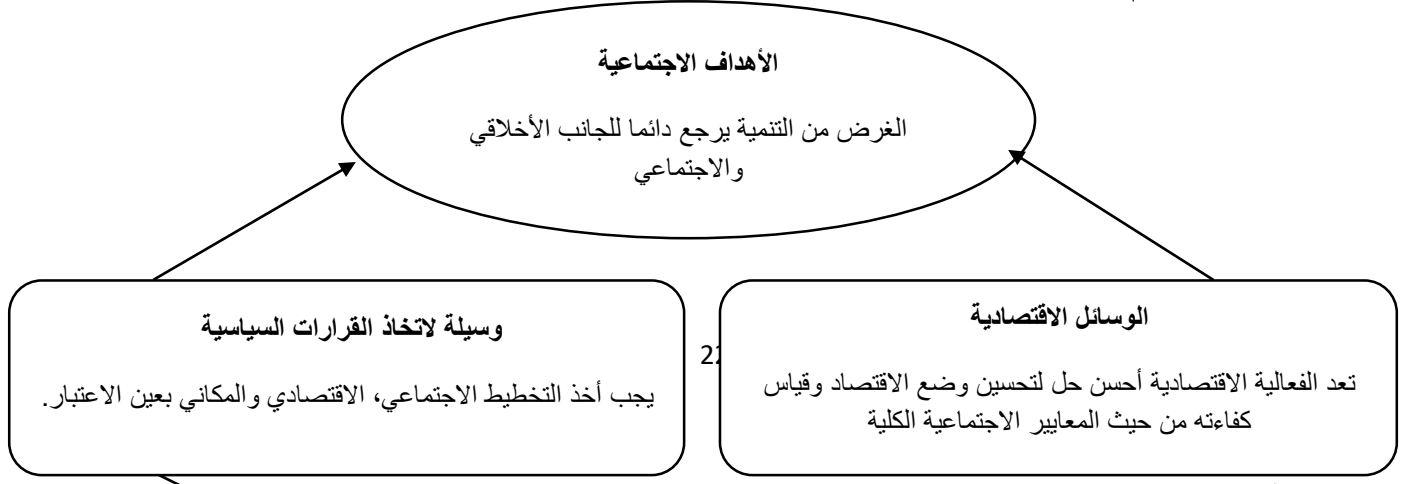 الأهداف الاجتماعية
الغرض من التنمية يرجع دائما للجانب الأخلاقي
والاجتماعي
الوسائل الاقتصادية
تعد الفعالية الاقتصادية أحسن حل لتحسين وضع الاقتصاد وقياس
كفاءته من حيث المعايير الاجتماعية الكلية
وسيلة لاتخاذ القرارات السياسية
يجب أخذ التخطيط الاجتماعي، الاقتصادي والمكاني بعين الاعتبار.